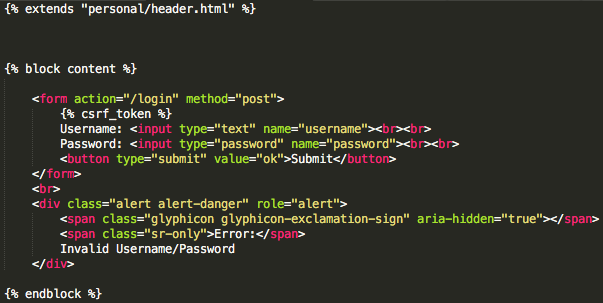 {% extends "personal/header.html" %}
{% block content %}
<form action="/login" method="post">
{% csrf_token %}
Username: <input type="text" name="username"><br><br>
Password: <input type="password" name="password"><br><br>
<button type="submit" value="ok">Submit</button>
</form>
<br>
<div class="alert alert-danger" role="alert">
<span class="glyphicon glyphicon-exclamation-sign" aria-hidden="true"></span>
<span class="sr-only">Error:</span>
Invalid Username/Password
</div>
{% endblock %}